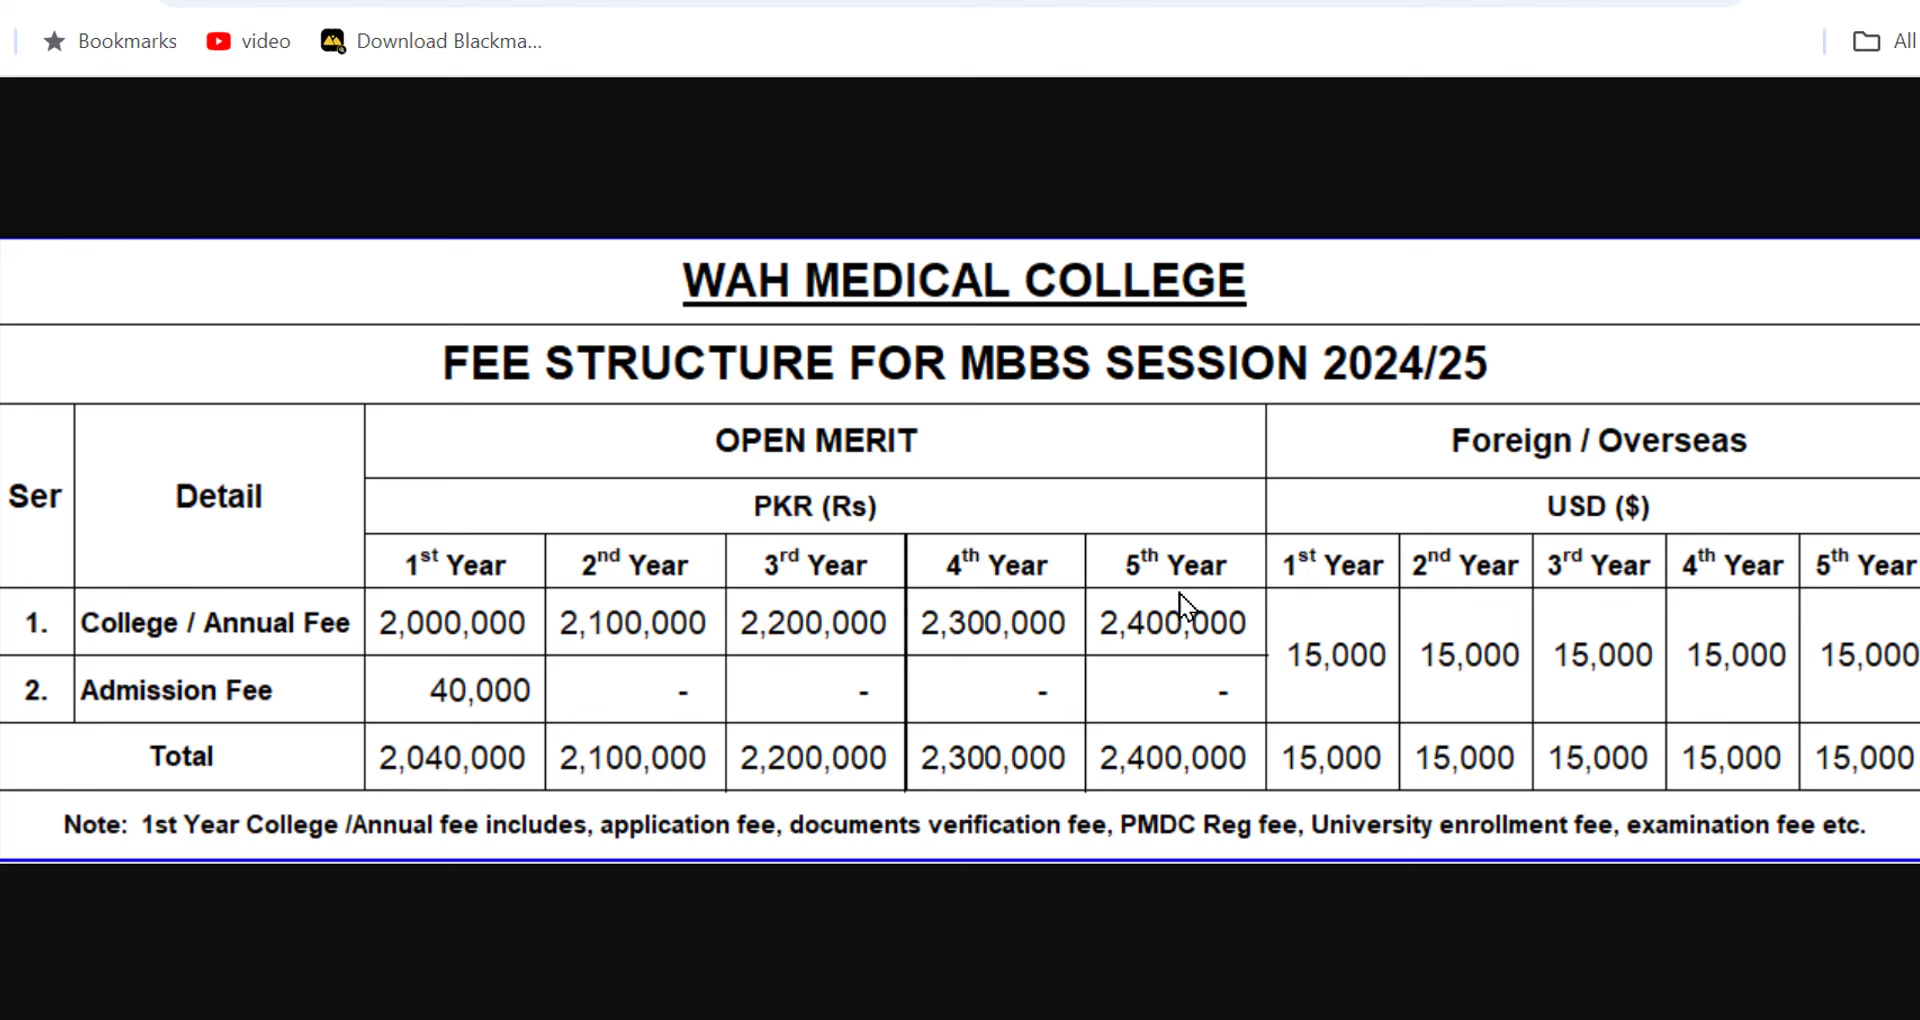 Bookmarks video Download Blackma... All
WAH MEDICAL COLLEGE
FEE STRUCTURE FOR MBBS SESSION 2024/25
Ser Detail OPEN MERIT Foreign / Overseas
PKR (Rs) USD ($)
1st Year 2nd Year 3rd Year 4th Year 5th Year 1st Year 2nd Year 3rd Year 4th Year 5th Year
1. College / Annual Fee 2,000,000 2,100,000 2,200,000 2,300,000 2,400,000 15,000 15,000 15,000 15,000 15,000
2. Admission Fee 40,000 - - - -
Total 2,040,000 2,100,000 2,200,000 2,300,000 2,400,000 15,000 15,000 15,000 15,000 15,000
Note: 1st Year College /Annual fee includes, application fee, documents verification fee, PMDC Reg fee, University enrollment fee, examination fee etc.